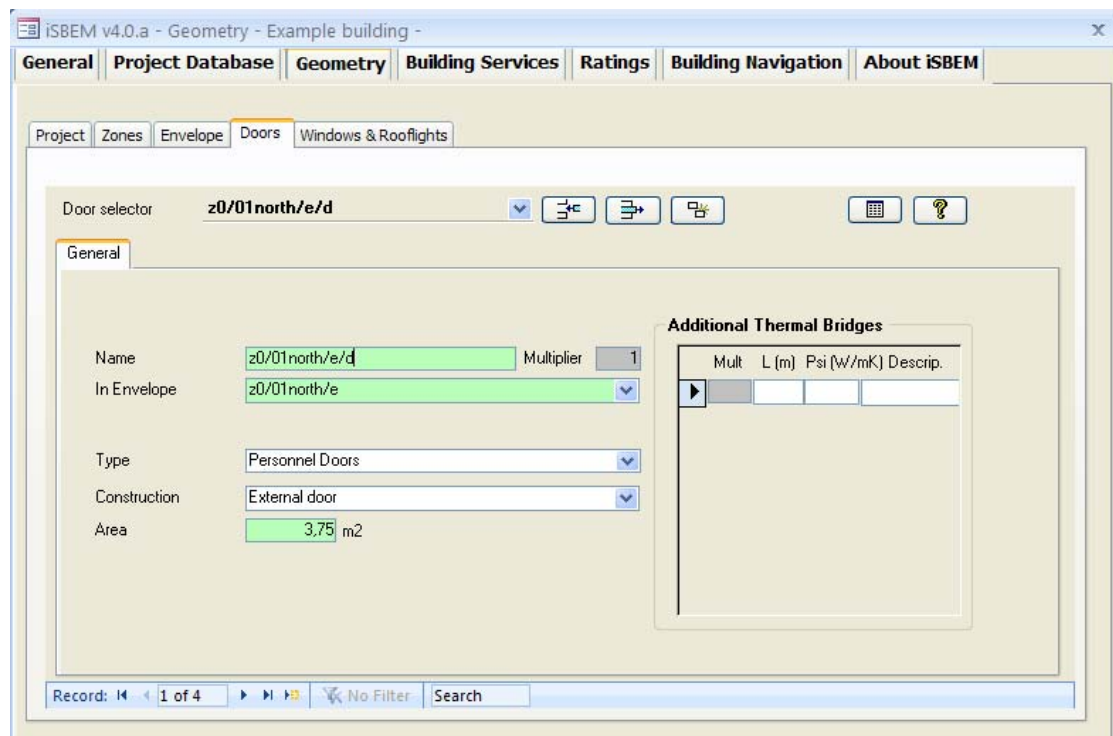 iSBEM v4.0.a - Geometry - Example building -
x
General Project Database Geometry Building Services Ratings Building Navigation About iSBEM
Project Zones Envelope Doors Windows & Rooflights
Door selector z0/01north/e/d
General
Additional Thermal Bridges
Name z0/01north/e/d Multiplier 1
Mult L (m) Psi (W/mK) Descrip.
In Envelope z0/01north/e
Type Personnel Doors
Construction External door
Area 3,75 m2
Record: 1 of 4 No Filter Search